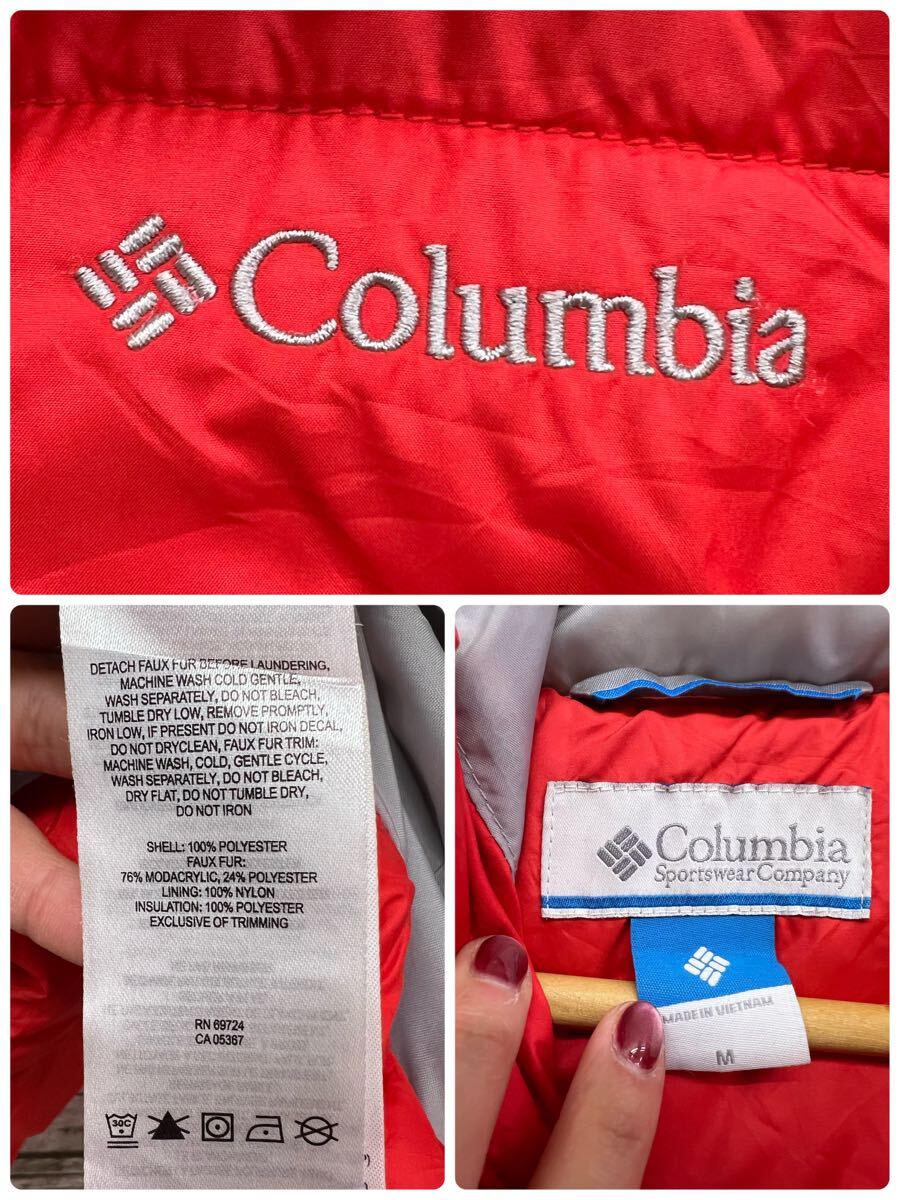 Columbia
DETACH FAUX FUR BEFORE LAUNDERING,
MACHINE WASH COLD GENTLE,
WASH SEPARATELY, DO NOT BLEACH,
TUMBLE DRY LOW, REMOVE PROMPTLY,
IRON LOW, IF PRESENT DO NOT IRON DECAL,
DO NOT DRYCLEAN, FAUX FUR TRIM:
MACHINE WASH, COLD, GENTLE CYCLE,
WASH SEPARATELY, DO NOT BLEACH,
DRY FLAT, DO NOT TUMBLE DRY,
DO NOT IRON
SHELL: 100% POLYESTER
FAUX FUR:
76% MODACRYLIC, 24% POLYESTER
LINING: 100% NYLON
INSULATION: 100% POLYESTER
EXCLUSIVE OF TRIMMING
RN 69724
CA 05367
30C
Columbia
Sportswear Company
MADE IN VIETNAM
M